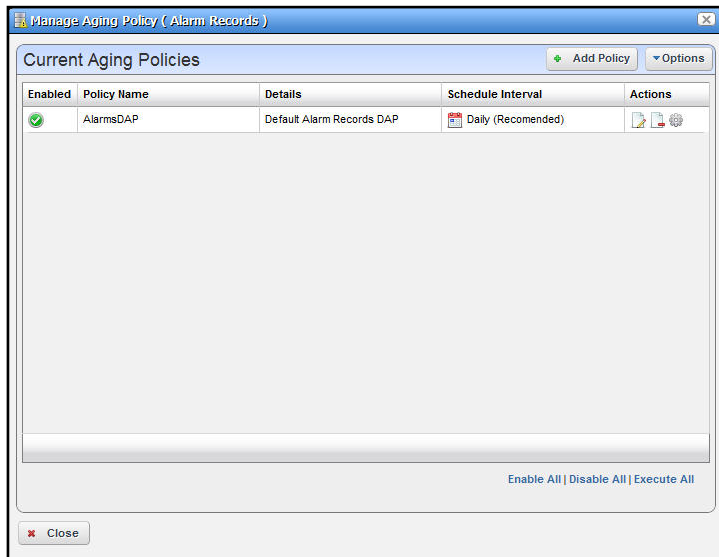 Manage Aging Policy ( Alarm Records )
Current Aging Policies
Add Policy
Options
Enabled Policy Name Details Schedule Interval Actions
AlarmsDAP Default Alarm Records DAP Daily (Recomended)
Enable All | Disable All | Execute All
Close